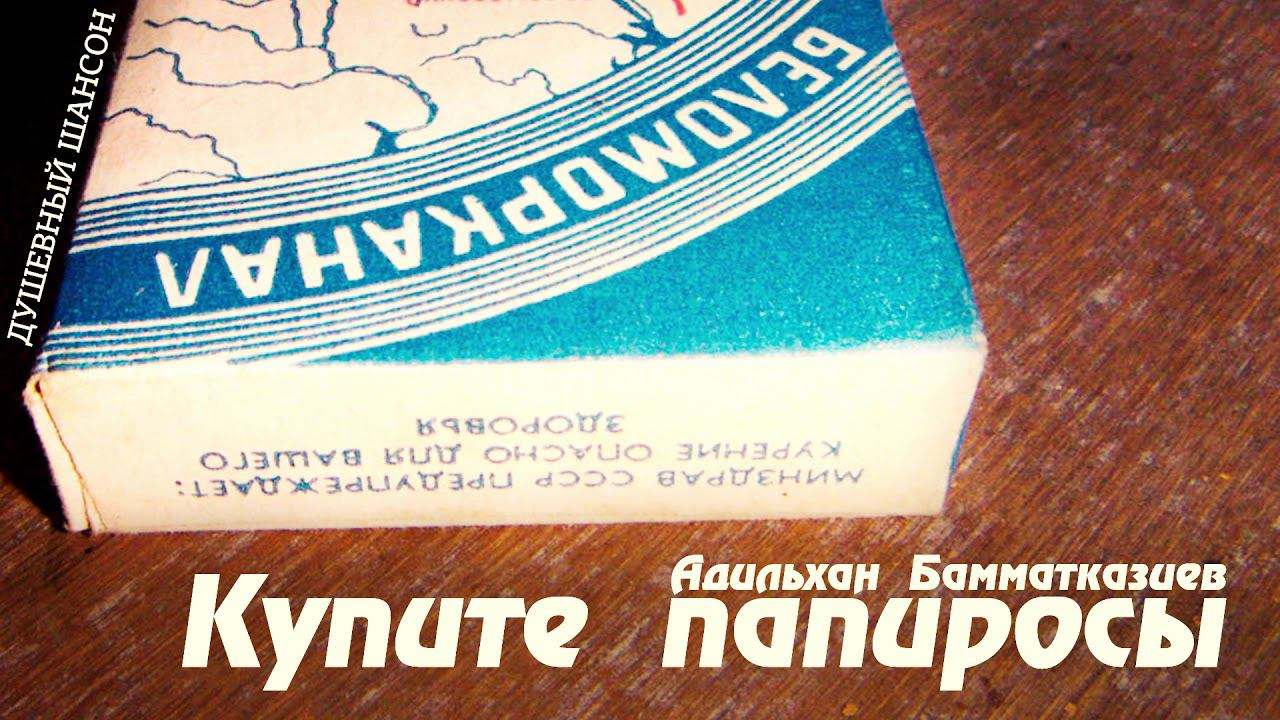 ДУШЕВНЫЙ ШАНСОН
БЕЛОМОРКАНАЛ
МИНЗДРАВ СССР ПРЕДУПРЕЖДАЕТ:
КУРЕНИЕ ОПАСНО ДЛЯ ВАШЕГО
ЗДОРОВЬЯ
Адильхан Бамматказиев
Купите папиросы